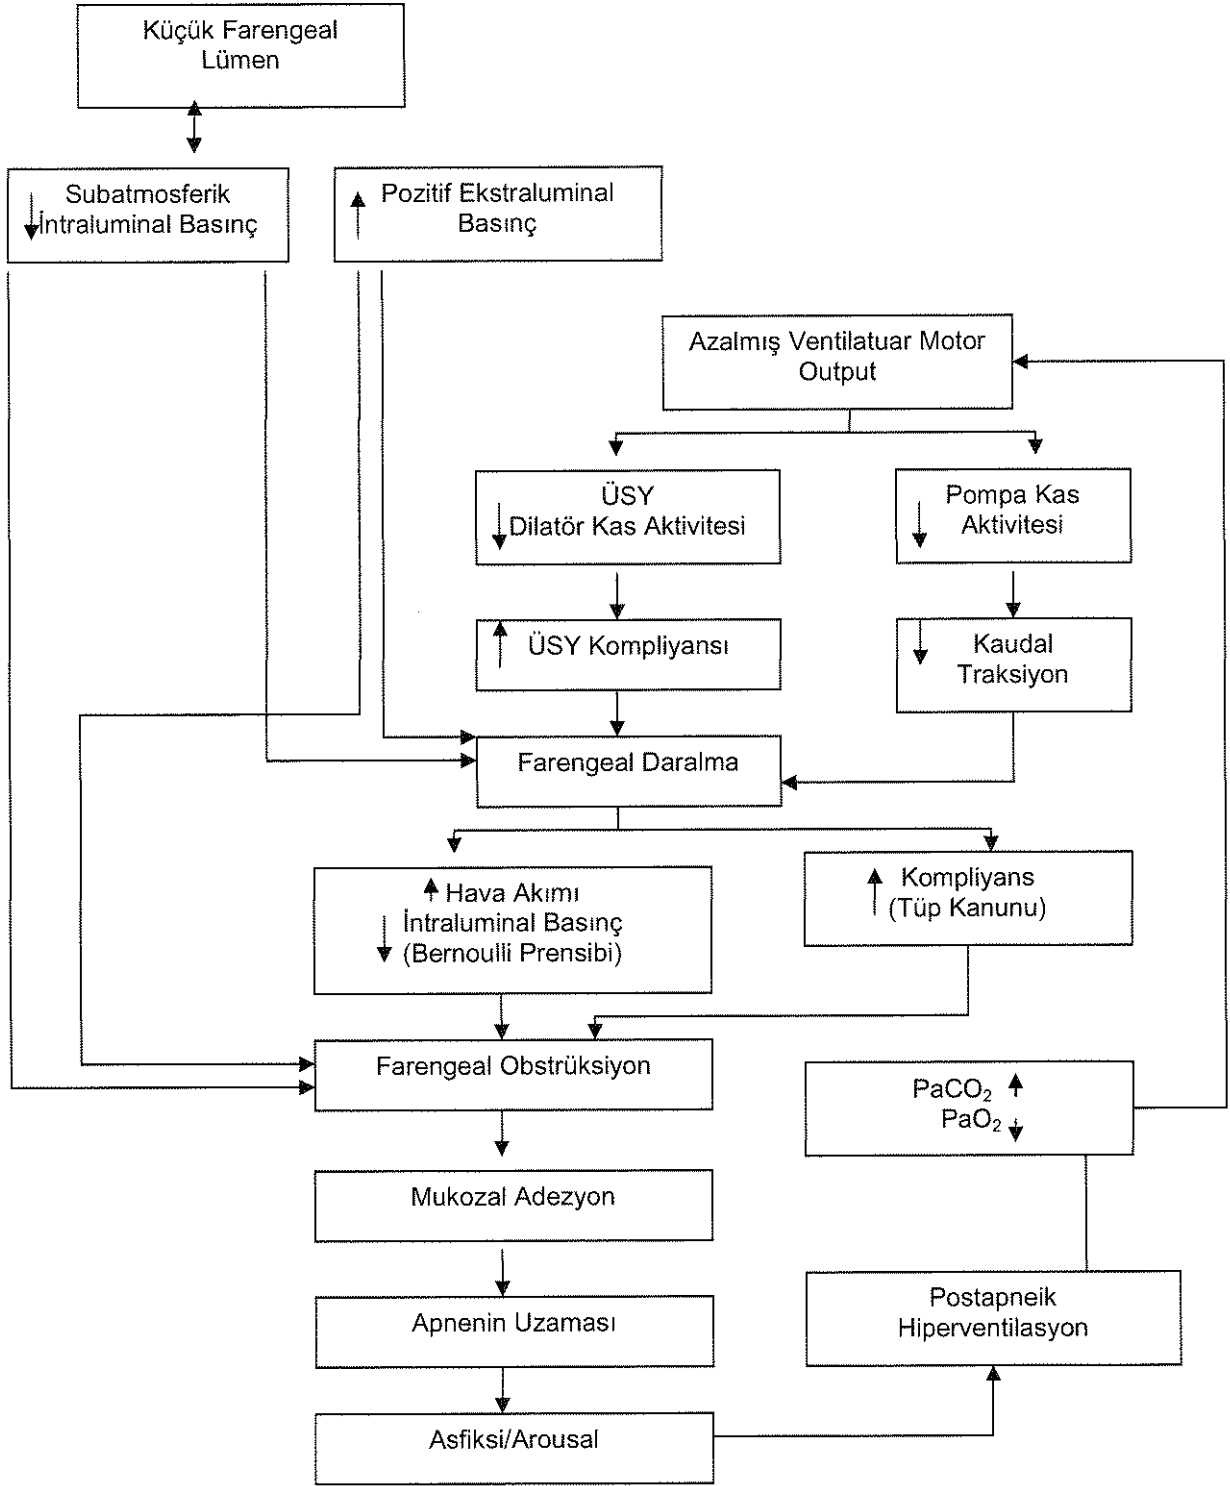 Küçük Farengeal
Lümen
Subatmosferik
İntraluminal Basınç
Pozitif Ekstraluminal
Basınç
Azalmış Ventilatuar Motor
Output
ÜSY
Dilatör Kas Aktivitesi
Pompa Kas
Aktivitesi
ÜSY Kompliyansı
Kaudal
Traksiyon
Farengeal Daralma
Hava Akımı
İntraluminal Basınç
(Bernoulli Prensibi)
Kompliyans
(Tüp Kanunu)
Farengeal Obstrüksiyon
PaCO₂
PaO₂
Mukozal Adezyon
Postapneik
Hiperventilasyon
Apnenin Uzaması
Asfiksi/Arousal